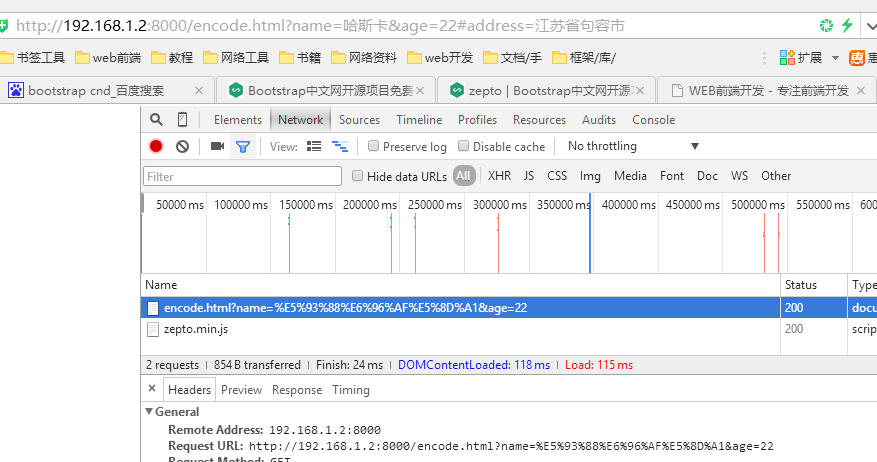 http://192.168.1.2:8000/encode.html?name=哈斯卡&age=22#address=江苏省句容市
书签工具 web前端 教程 网络工具 书籍 网络资料 web开发 文档/手 框架/库/ 扩展 惠
bootstrap cnd_百度搜索 × Bootstrap中文网开源项目免费 × zepto | Bootstrap中文网开源 × WEB前端开发 - 专注前端开发 ×
Elements Network Sources Timeline Profiles Resources Audits Console
View: Preserve log Disable cache No throttling
Filter Hide data URLs All XHR JS CSS Img Media Font Doc WS Other
50000 ms 100000 ms 150000 ms 200000 ms 250000 ms 300000 ms 350000 ms 400000 ms 450000 ms 500000 ms 550000 ms 600
Name Status Type
encode.html?name=%E5%93%88%E6%96%AF%E5%8D%A1&age=22 200 docu
zepto.min.js 200 script
2 requests | 854 B transferred | Finish: 24 ms | DOMContentLoaded: 118 ms | Load: 115 ms
× Headers Preview Response Timing
General
Remote Address: 192.168.1.2:8000
Request URL: http://192.168.1.2:8000/encode.html?name=%E5%93%88%E6%96%AF%E5%8D%A1&age=22
Request Method: GET